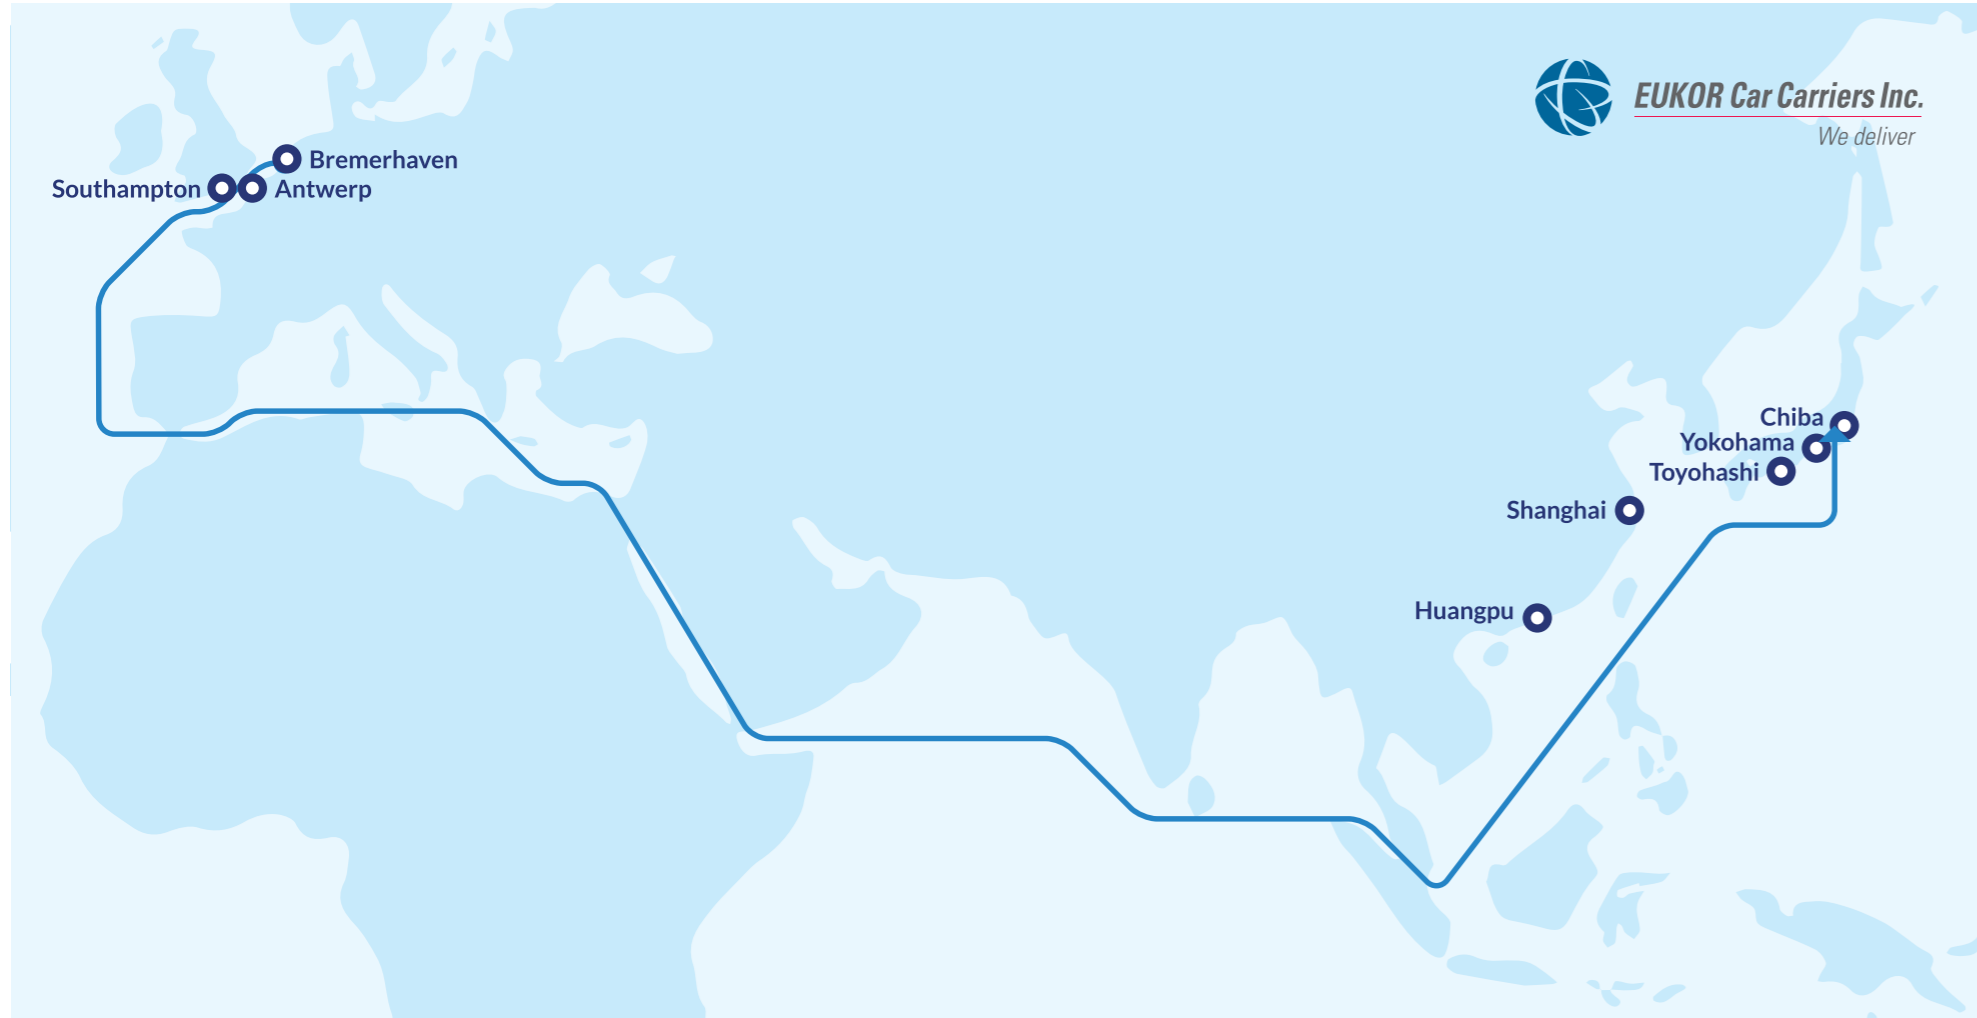 EUKOR Car Carriers Inc.
We deliver
Bremerhaven
Southampton
Antwerp
Chiba
Yokohama
Toyohashi
Shanghai
Huangpu